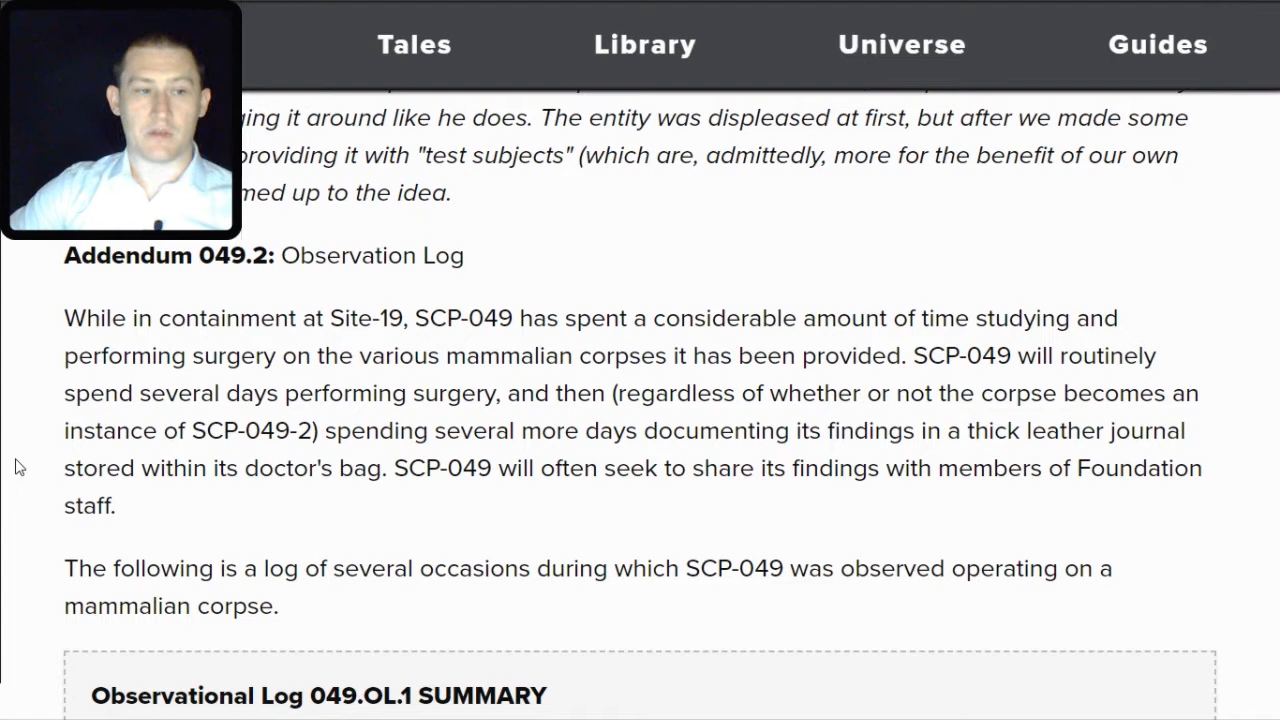 Tales Library Universe Guides
ging it around like he does. The entity was displeased at first, but after we made some
providing it with "test subjects" (which are, admittedly, more for the benefit of our own
med up to the idea.
Addendum 049.2: Observation Log
While in containment at Site-19, SCP-049 has spent a considerable amount of time studying and
performing surgery on the various mammalian corpses it has been provided. SCP-049 will routinely
spend several days performing surgery, and then (regardless of whether or not the corpse becomes an
instance of SCP-049-2) spending several more days documenting its findings in a thick leather journal
stored within its doctor's bag. SCP-049 will often seek to share its findings with members of Foundation
staff.
The following is a log of several occasions during which SCP-049 was observed operating on a
mammalian corpse.
Observational Log 049.OL.1 SUMMARY